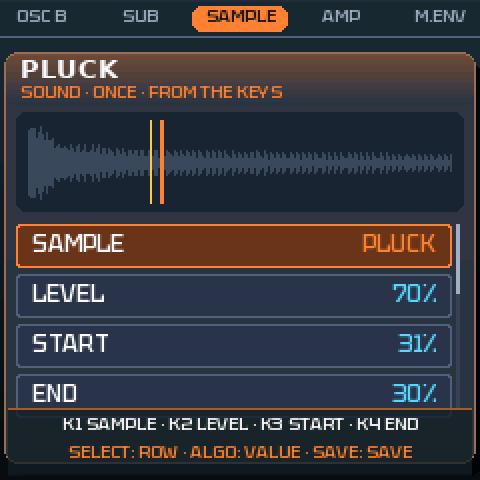 OSC B SUB SAMPLE AMP M.ENV
PLUCK
SOUND · ONCE · FROM THE KEYS
SAMPLE PLUCK
LEVEL 70%
START 31%
END 30%
K1 SAMPLE · K2 LEVEL · K3 START · K4 END
SELECT: ROW · ALGO: VALUE · SAVE: SAVE